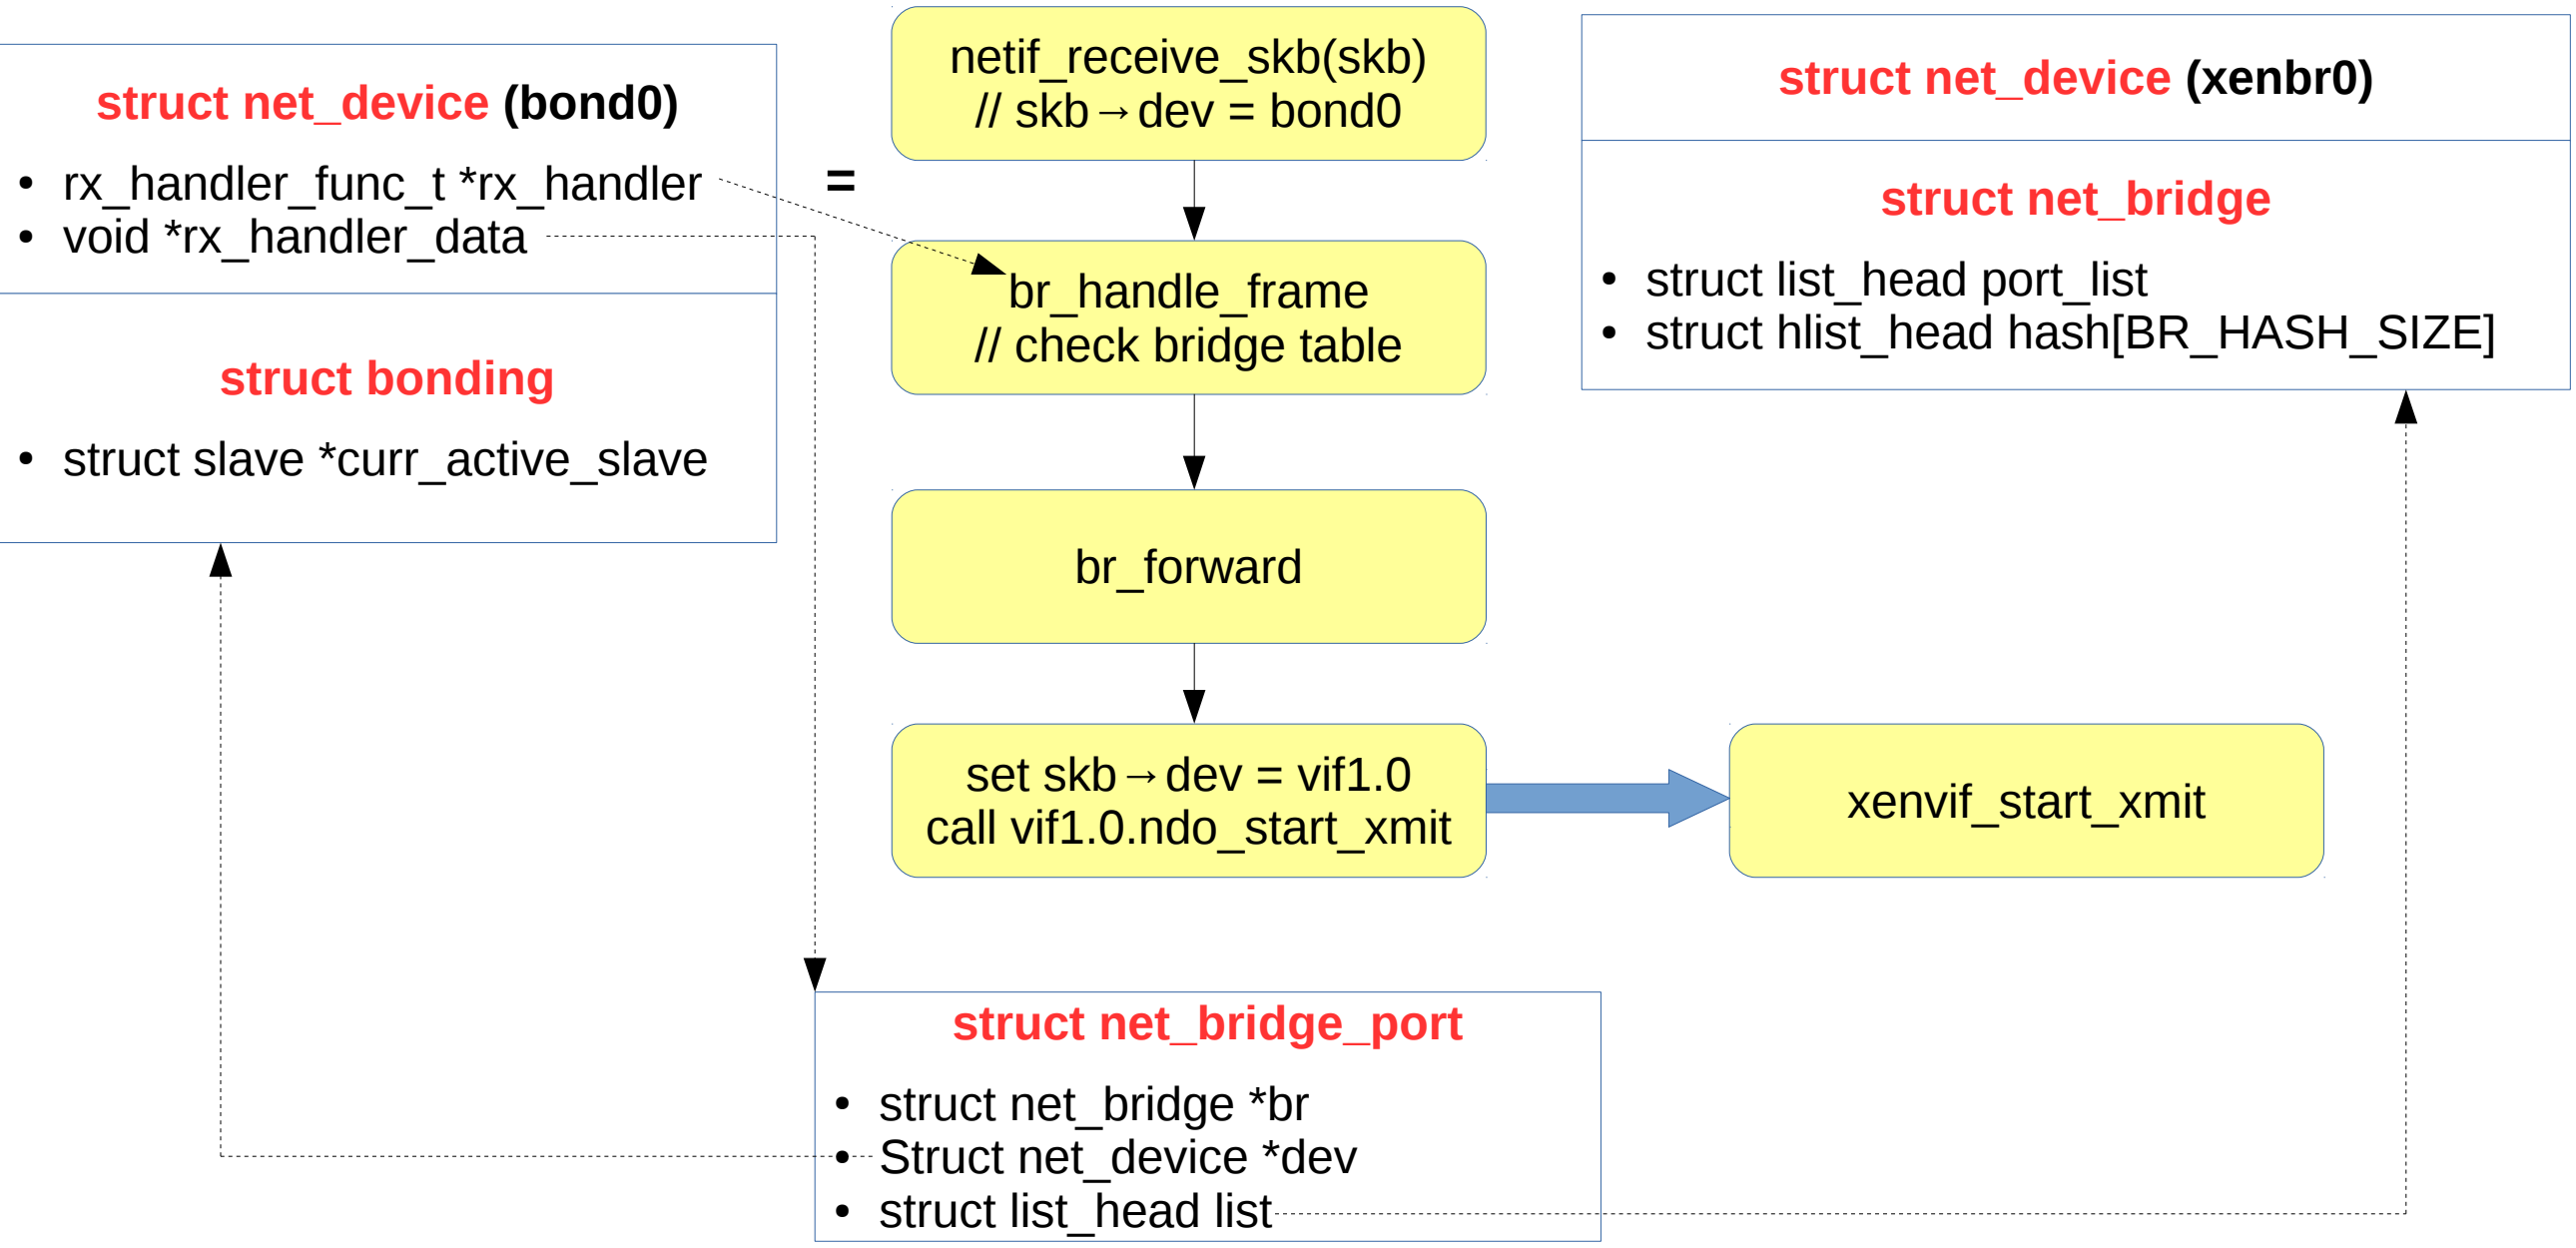 struct net_device (bond0)
• rx_handler_func_t *rx_handler
• void *rx_handler_data
struct bonding
• struct slave *curr_active_slave
=
netif_receive_skb(skb)
// skb→dev = bond0
br_handle_frame
// check bridge table
br_forward
set skb→dev = vif1.0
call vif1.0.ndo_start_xmit
xenvif_start_xmit
struct net_device (xenbr0)
struct net_bridge
• struct list_head port_list
• struct hlist_head hash[BR_HASH_SIZE]
struct net_bridge_port
• struct net_bridge *br
• Struct net_device *dev
• struct list_head list